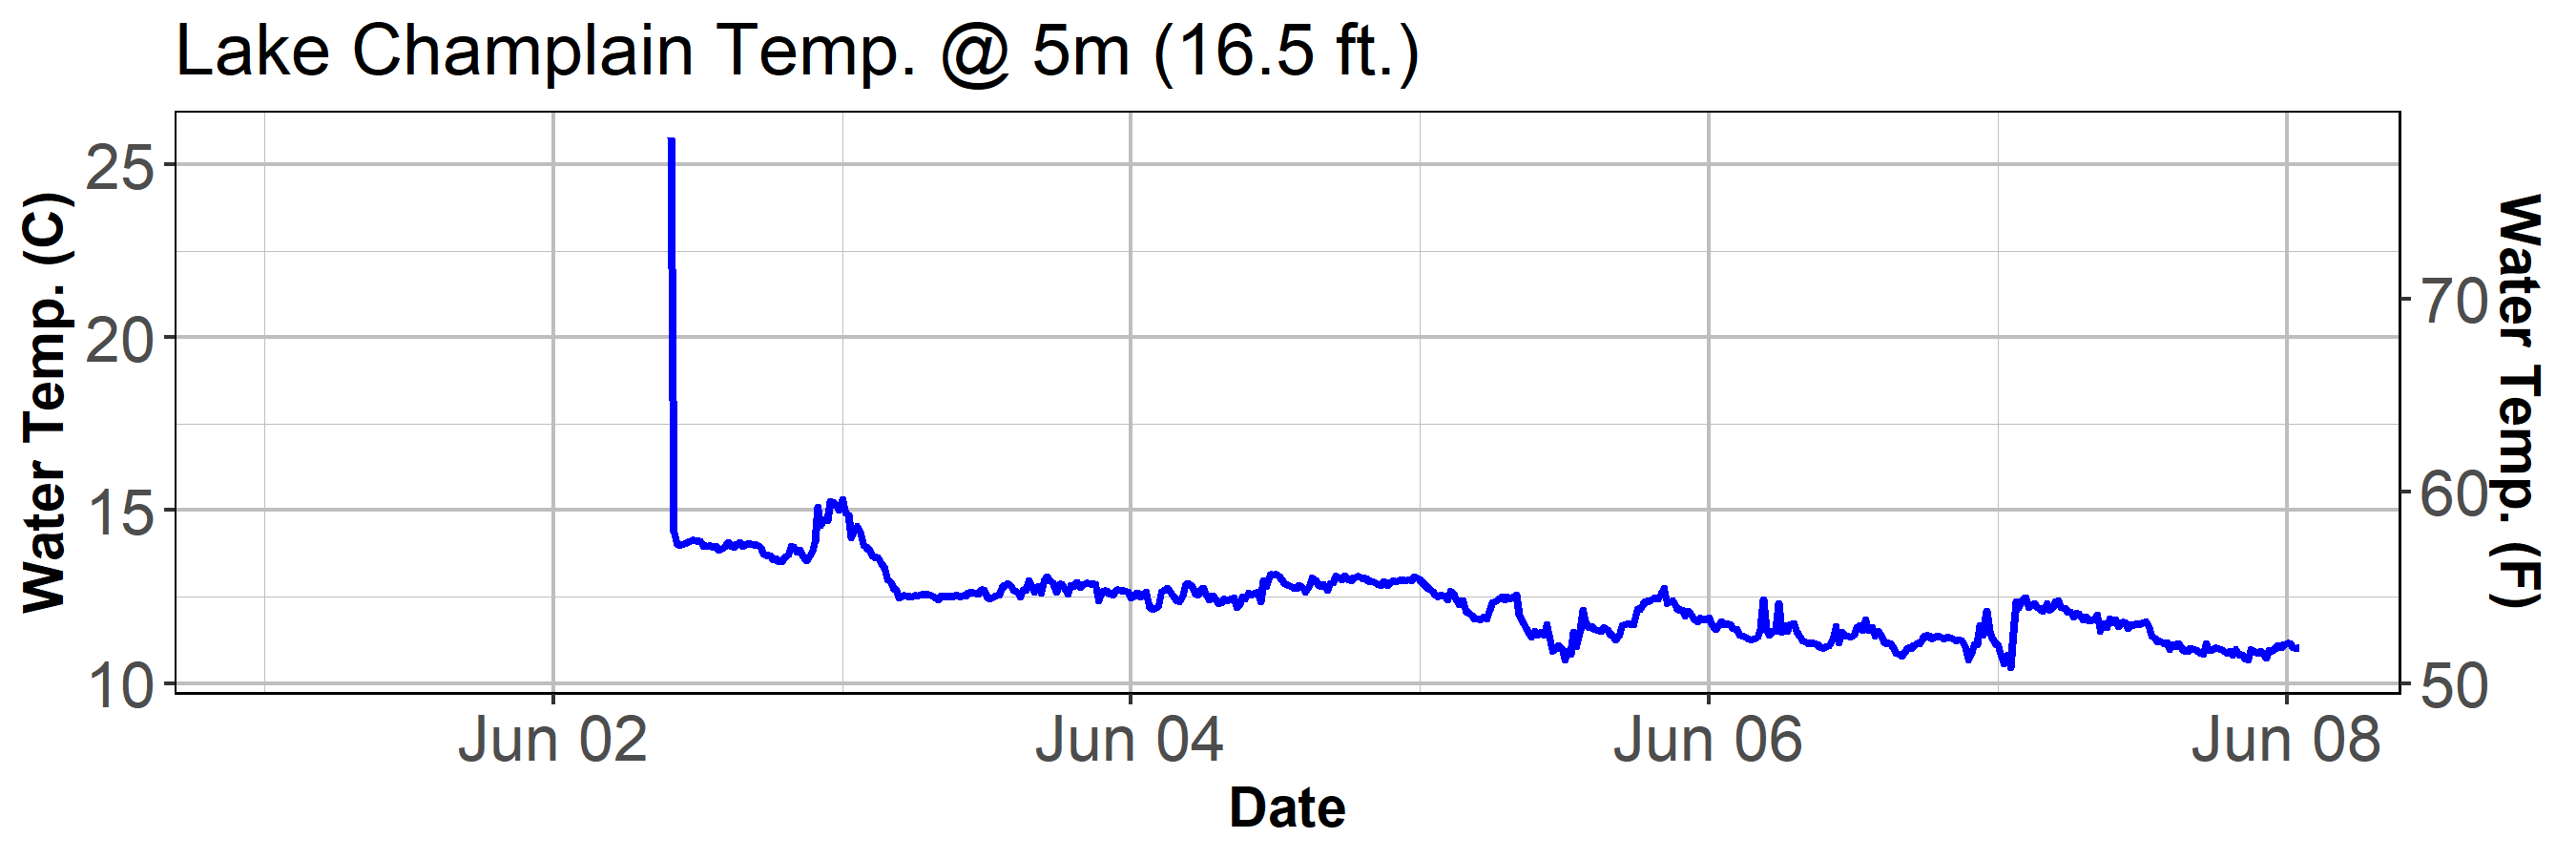 Lake Champlain Temp. @ 5m (16.5 ft.)
Water Temp. (C)
25
20
15
10
70
60
50
Water Temp. (F)
Jun 02
Jun 04
Jun 06
Jun 08
Date